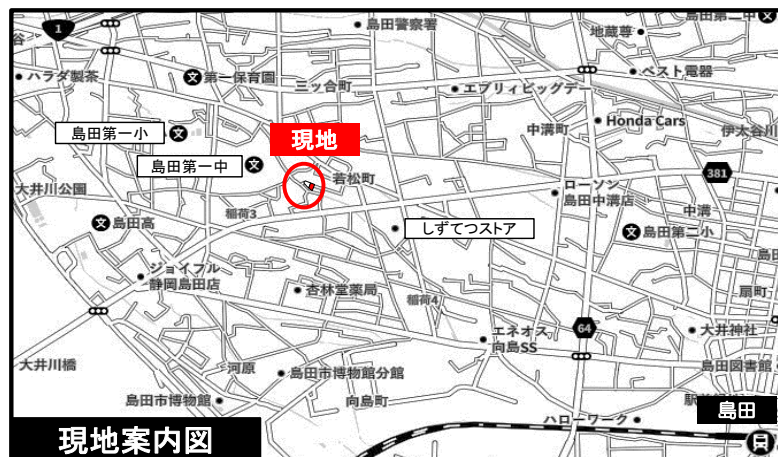 島田警察署
島田第二中
地蔵尊
1
谷
ハラダ製茶
第一保育園
三ッ合町
エブリィビッグデー
ベスト電器
Honda Cars
中溝町
伊太谷川
島田第一小
現地
島田第一中
若松町
381
大井川公園
ローソン
島田中溝店
稲荷3
中溝
島田高
しずてつストア
島田第二小
ジョイフル
静岡島田店
杏林堂薬局
稲荷4
扇町
64
エネオス
向島SS
大井神社
大井川橋
河原
島田市博物館分館
島田図書館
島田市博物館
向島町
ハローワーク
島田
現地案内図